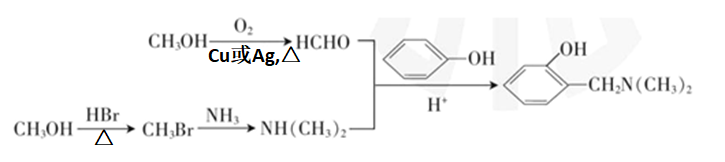 O₂
CH₃OH → HCHO
Cu或Ag,△
OH
H⁺
OH
CH₂N(CH₃)₂
HBr
NH₃
CH₃OH → CH₃Br → NH(CH₃)₂
△